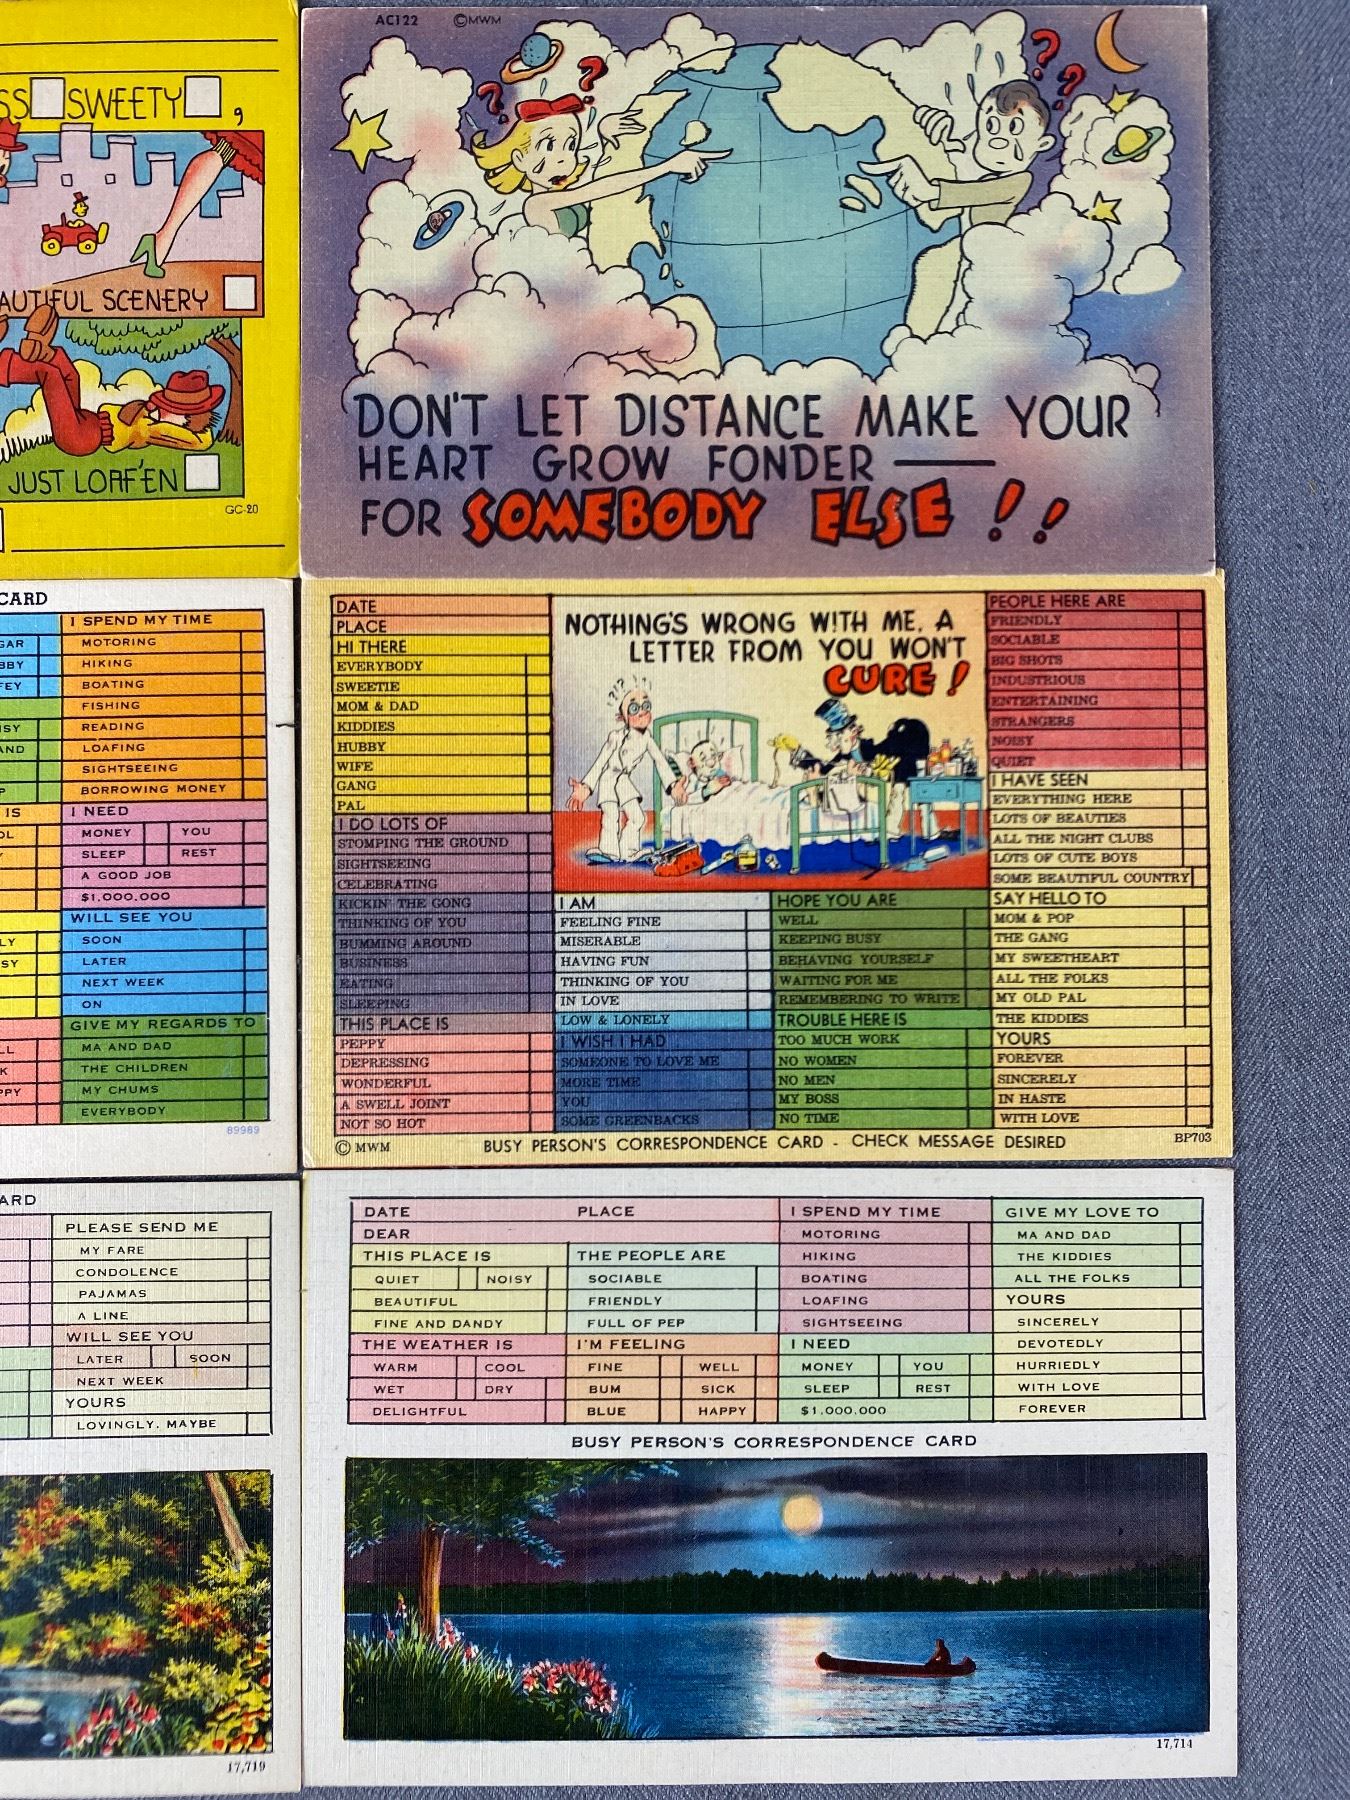 SWEETY ,
BEAUTIFUL SCENERY
JUST LOAF'EN
GC-20
AC122 ©MWM
? ? ? ?
DON'T LET DISTANCE MAKE YOUR
HEART GROW FONDER —
FOR SOMEBODY ELSE !!
CARD
I SPEND MY TIME
MOTORING
HIKING
BOATING
FISHING
READING
LOAFING
SIGHTSEEING
BORROWING MONEY
IS
I NEED
MONEY YOU
SLEEP REST
A GOOD JOB
$1,000,000
WILL SEE YOU
SOON
LATER
NEXT WEEK
ON
GIVE MY REGARDS TO
MA AND DAD
THE CHILDREN
MY CHUMS
EVERYBODY
89989
DATE
PLACE
HI THERE
EVERYBODY
SWEETIE
MOM & DAD
KIDDIES
HUBBY
WIFE
GANG
PAL
I DO LOTS OF
STOMPING THE GROUND
SIGHTSEEING
CELEBRATING
KICKIN' THE GONG
THINKING OF YOU
BUMMING AROUND
BUSINESS
EATING
SLEEPING
THIS PLACE IS
PEPPY
DEPRESSING
WONDERFUL
A SWELL JOINT
NOT SO HOT
NOTHING'S WRONG WITH ME, A
LETTER FROM YOU WON'T
CURE!
?!?!!!
I AM
FEELING FINE
MISERABLE
HAVING FUN
THINKING OF YOU
IN LOVE
LOW & LONELY
I WISH I HAD
SOMEONE TO LOVE ME
MORE TIME
YOU
SOME GREENBACKS
HOPE YOU ARE
WELL
KEEPING BUSY
BEHAVING YOURSELF
WAITING FOR ME
REMEMBERING TO WRITE
TROUBLE HERE IS
TOO MUCH WORK
NO WOMEN
NO MEN
MY BOSS
NO TIME
PEOPLE HERE ARE
FRIENDLY
SOCIABLE
BIG SHOTS
INDUSTRIOUS
ENTERTAINING
STRANGERS
NOISY
QUIET
I HAVE SEEN
EVERYTHING HERE
LOTS OF BEAUTIES
ALL THE NIGHT CLUBS
LOTS OF CUTE BOYS
SOME BEAUTIFUL COUNTRY
SAY HELLO TO
MOM & POP
THE GANG
MY SWEETHEART
ALL THE FOLKS
MY OLD PAL
THE KIDDIES
YOURS
FOREVER
SINCERELY
IN HASTE
WITH LOVE
© MWM BUSY PERSON'S CORRESPONDENCE CARD - CHECK MESSAGE DESIRED BP703
CARD
PLEASE SEND ME
MY FARE
CONDOLENCE
PAJAMAS
A LINE
WILL SEE YOU
LATER SOON
NEXT WEEK
YOURS
LOVINGLY, MAYBE
17,719
DATE PLACE
DEAR
THIS PLACE IS
QUIET NOISY
BEAUTIFUL
FINE AND DANDY
THE WEATHER IS
WARM COOL
WET DRY
DELIGHTFUL
THE PEOPLE ARE
SOCIABLE
FRIENDLY
FULL OF PEP
I'M FEELING
FINE WELL
BUM SICK
BLUE HAPPY
I SPEND MY TIME
MOTORING
HIKING
BOATING
LOAFING
SIGHTSEEING
I NEED
MONEY YOU
SLEEP REST
$1,000,000
GIVE MY LOVE TO
MA AND DAD
THE KIDDIES
ALL THE FOLKS
YOURS
SINCERELY
DEVOTEDLY
HURRIEDLY
WITH LOVE
FOREVER
BUSY PERSON'S CORRESPONDENCE CARD
17,714